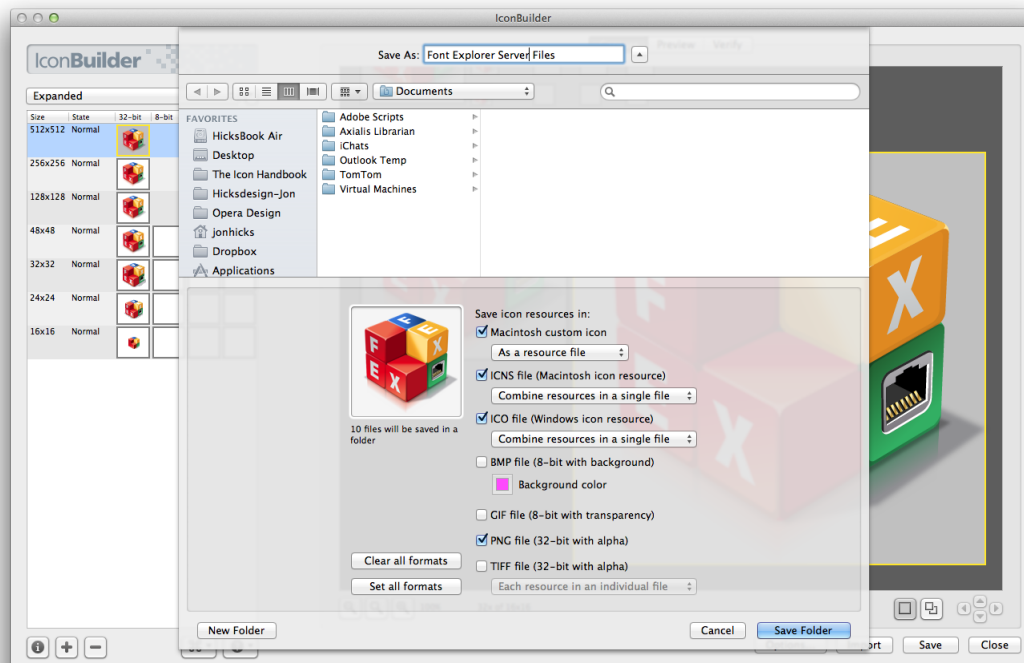 IconBuilder
IconBuilder
Save As: Font Explorer Server Files
Preview Verify
Expanded
Documents
Size State 32-bit 8-bit
512x512 Normal
256x256 Normal
128x128 Normal
48x48 Normal
32x32 Normal
24x24 Normal
16x16 Normal
FAVORITES
HicksBook Air
Desktop
The Icon Handbook
Hicksdesign-Jon
Opera Design
jonhicks
Dropbox
Applications
Adobe Scripts
Axialis Librarian
iChats
Outlook Temp
TomTom
Virtual Machines
F E
F X
E X
10 files will be saved in a
folder
Save icon resources in:
Macintosh custom icon
As a resource file
ICNS file (Macintosh icon resource)
Combine resources in a single file
ICO file (Windows icon resource)
Combine resources in a single file
BMP file (8-bit with background)
Background color
GIF file (8-bit with transparency)
PNG file (32-bit with alpha)
TIFF file (32-bit with alpha)
Each resource in an individual file
Clear all formats
Set all formats
E
F X
E X
New Folder
Cancel
Save Folder
Save
Close